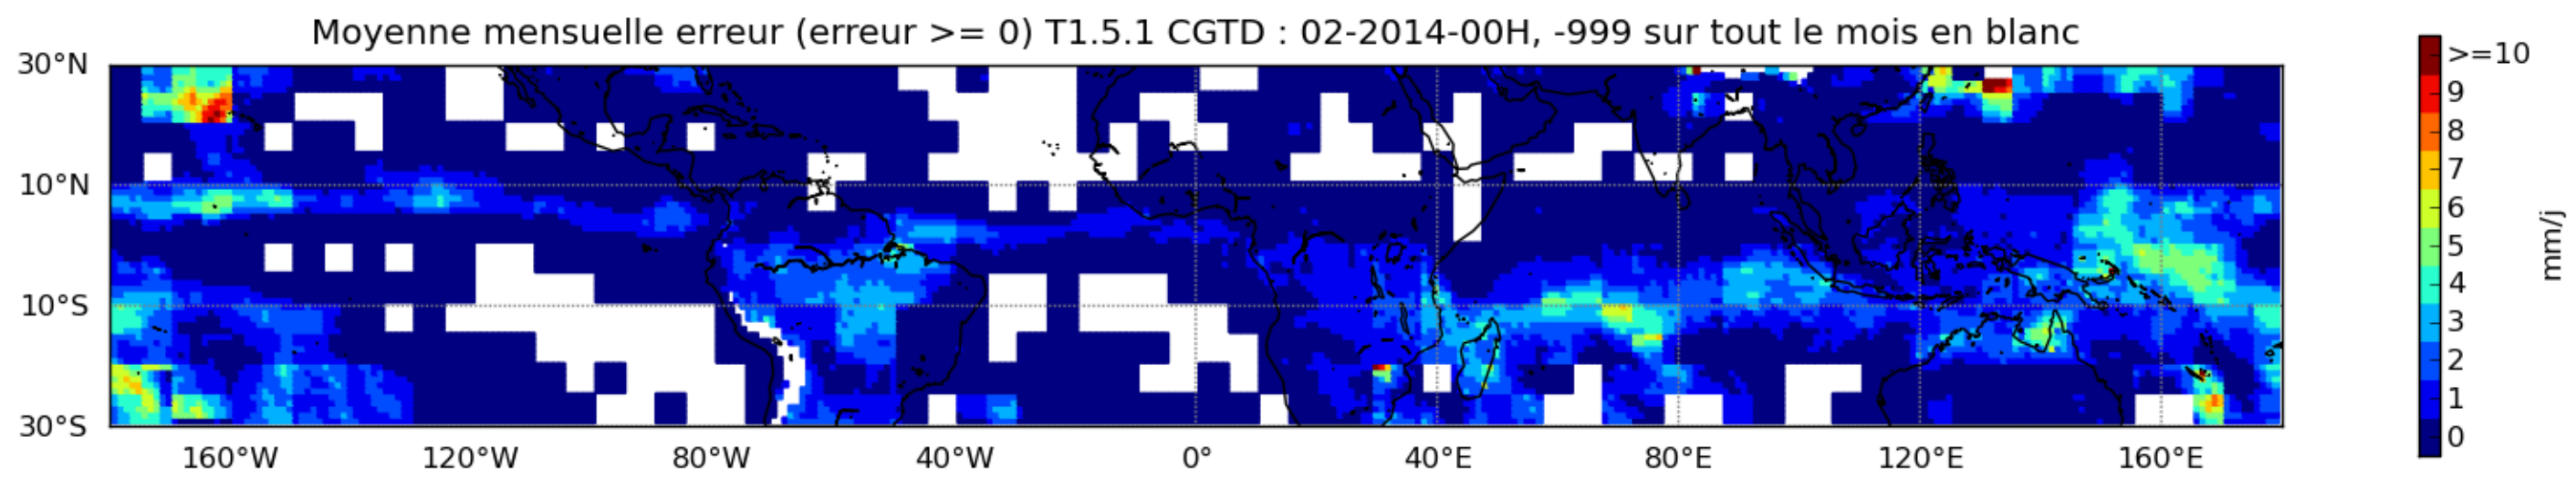 Moyenne mensuelle erreur (erreur >= 0) T1.5.1 CGTD : 02-2014-00H, -999 sur tout le mois en blanc
30°N
10°N
10°S
30°S
160°W 120°W 80°W 40°W 0° 40°E 80°E 120°E 160°E
>=10
9
8
7
6
5
4
3
2
1
0
mm/j